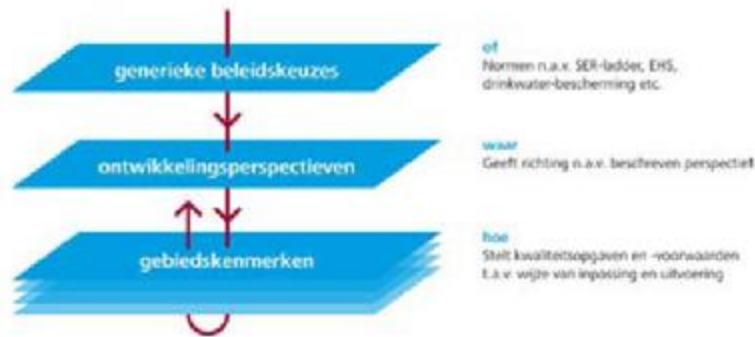 generieke beleidskeuzes
of
Normen n.a.v. SER-ladder, EHS,
drinkwater-bescherming etc.
ontwikkelingsperspectieven
waar
Geeft richting n.a.v. beschreven perspectief
gebiedskenmerken
hoe
Stelt kwaliteitsopgaven en -voorwaarden
t.a.v. wijze van inpassing en uitvoering